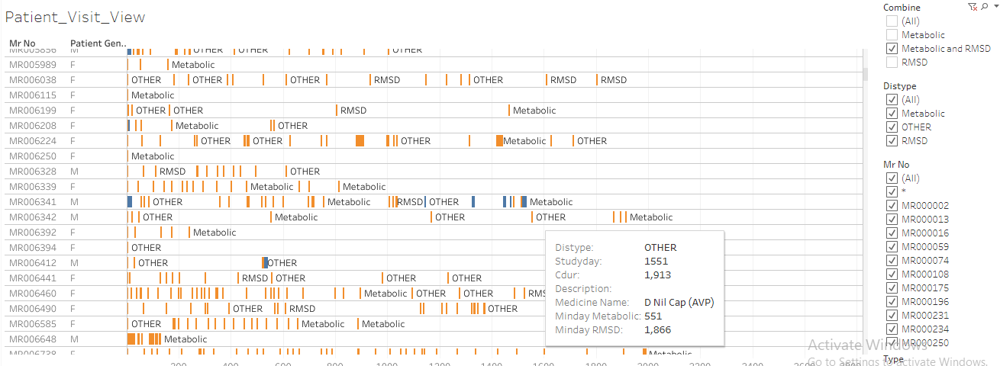 Patient_Visit_View
Mr No Patient Gen..
MR005856 M OTHER OTHER OTHER
MR005989 F Metabolic
MR006038 F OTHER OTHER OTHER RMSD OTHER RMSD RMSD
MR006115 F Metabolic
MR006199 F OTHER OTHER RMSD Metabolic
MR006208 F Metabolic OTHER
MR006224 F OTHER OTHER OTHER Metabolic OTHER
MR006250 F Metabolic
MR006328 M RMSD OTHER
MR006339 F Metabolic Metabolic
MR006341 M OTHER Metabolic RMSD OTHER Metabolic
MR006342 M OTHER Metabolic OTHER OTHER Metabolic
MR006392 F Metabolic
MR006394 F OTHER
MR006412 M OTHER OTHER
MR006441 F RMSD OTHER OTHER OTHER
MR006460 F Metabolic OTHER OTHER RMS
MR006490 F OTHER RMSD OTHER
MR006585 F OTHER Metabolic Metabolic
MR006648 M Metabolic
MR006738 F Metabolic
200 400 600 800 1000 1200 1400 1600 1800 2000 2200 2400 2600 2800
Distype: OTHER
Studyday: 1551
Cdur: 1,913
Description:
Medicine Name: D Nil Cap (AVP)
Minday Metabolic: 551
Minday RMSD: 1,866
Combine
(All)
Metabolic
Metabolic and RMSD
RMSD
Distype
(All)
Metabolic
OTHER
RMSD
Mr No
(All)
*
MR000002
MR000013
MR000016
MR000059
MR000074
MR000108
MR000175
MR000196
MR000231
MR000234
MR000250
Type
Activate Windows
Go to Settings to activate Windows.